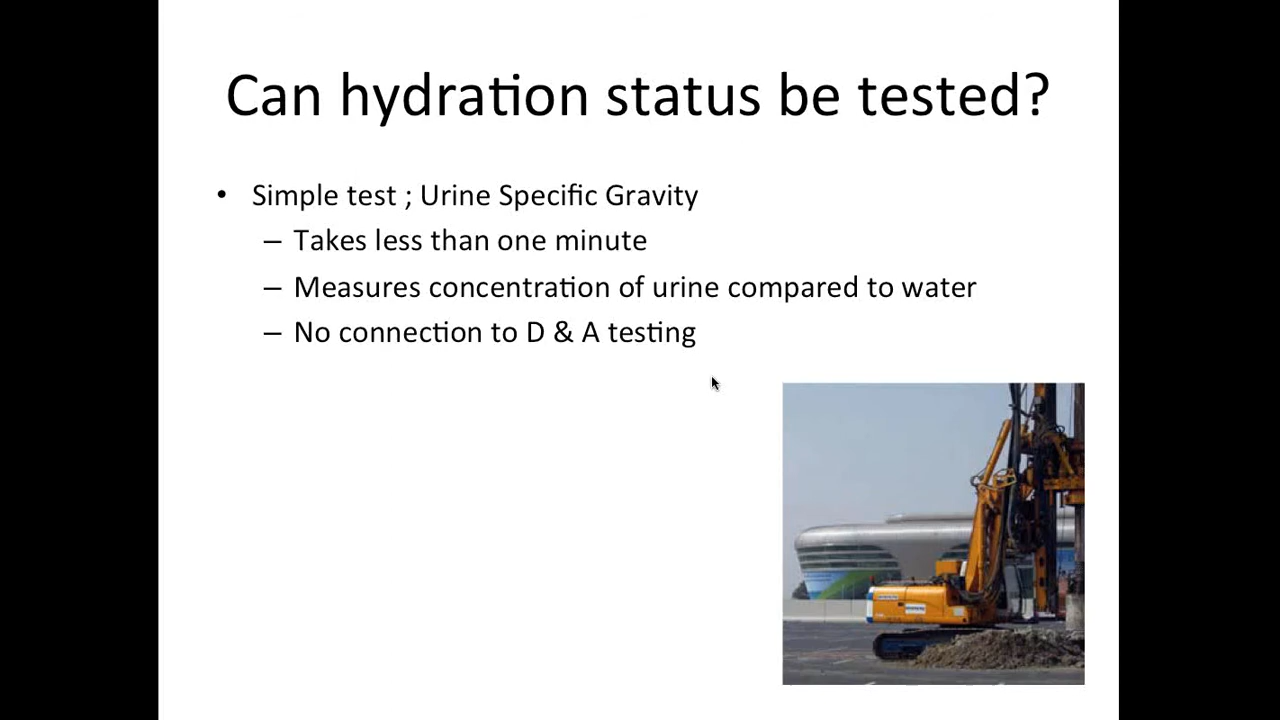 Can hydration status be tested?
• Simple test ; Urine Specific Gravity
– Takes less than one minute
– Measures concentration of urine compared to water
– No connection to D & A testing